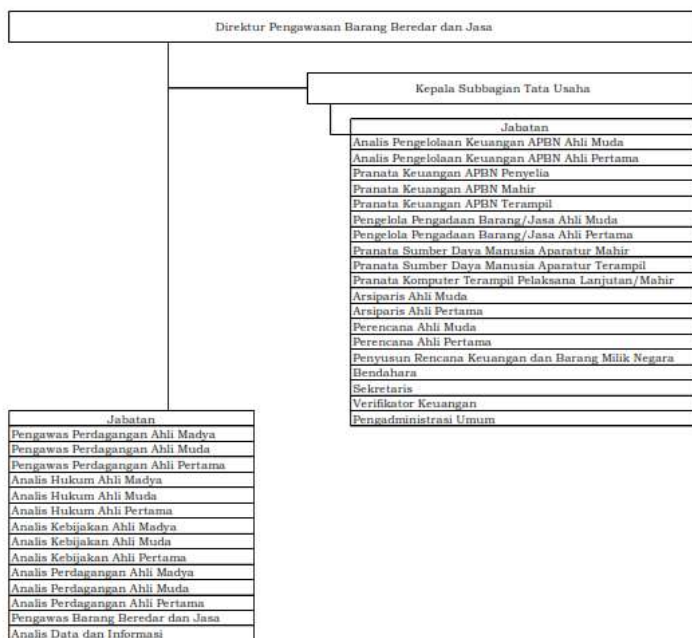 Direktur Pengawasan Barang Beredar dan Jasa
Kepala Subbagian Tata Usaha
Jabatan
Analis Pengelolaan Keuangan APBN Ahli Muda
Analis Pengelolaan Keuangan APBN Ahli Pertama
Pranata Keuangan APBN Penyelia
Pranata Keuangan APBN Mahir
Pranata Keuangan APBN Terampil
Pengelola Pengadaan Barang/Jasa Ahli Muda
Pengelola Pengadaan Barang/Jasa Ahli Pertama
Pranata Sumber Daya Manusia Aparatur Mahir
Pranata Sumber Daya Manusia Aparatur Terampil
Pranata Komputer Terampil Pelaksana Lanjutan/Mahir
Arsiparis Ahli Muda
Arsiparis Ahli Pertama
Perencana Ahli Muda
Perencana Ahli Pertama
Penyusun Rencana Keuangan dan Barang Milik Negara
Bendahara
Sekretaris
Verifikator Keuangan
Pengadministrasi Umum
Jabatan
Pengawas Perdagangan Ahli Madya
Pengawas Perdagangan Ahli Muda
Pengawas Perdagangan Ahli Pertama
Analis Hukum Ahli Madya
Analis Hukum Ahli Muda
Analis Hukum Ahli Pertama
Analis Kebijakan Ahli Madya
Analis Kebijakan Ahli Muda
Analis Kebijakan Ahli Pertama
Analis Perdagangan Ahli Madya
Analis Perdagangan Ahli Muda
Analis Perdagangan Ahli Pertama
Pengawas Barang Beredar dan Jasa
Analis Data dan Informasi